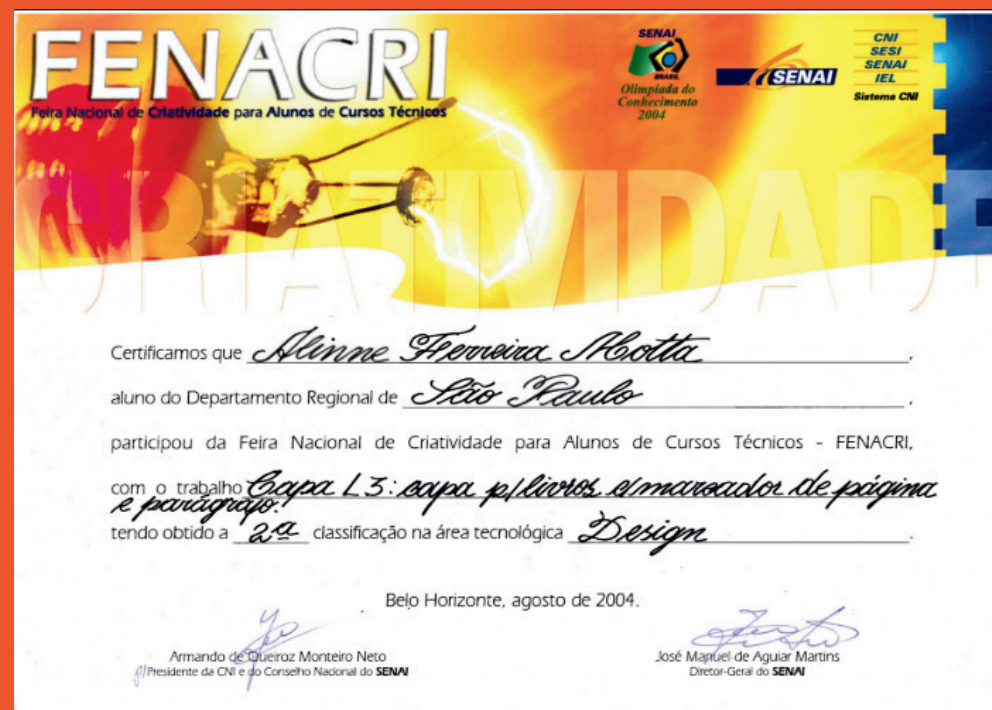 FENACRI
Feira Nacional de Criatividade para Alunos de Cursos Técnicos
SENAI
BRASIL
Olimpíada do
Conhecimento
2004
SENAI
CNI
SESI
SENAI
IEL
Sistema CNI
CRIATIVIDADE
Certificamos que Alinne Ferreira Motta,
aluno do Departamento Regional de São Paulo.
participou da Feira Nacional de Criatividade para Alunos de Cursos Técnicos - FENACRI,
com o trabalho Capa L3: capa p/livros c/marcador de página
e parágrafo.
tendo obtido a 2ª classificação na área tecnológica Design.
Belo Horizonte, agosto de 2004.
Armando de Queiroz Monteiro Neto
p/Presidente da CNI e do Conselho Nacional do SENAI
José Manuel de Aguiar Martins
Diretor-Geral do SENAI